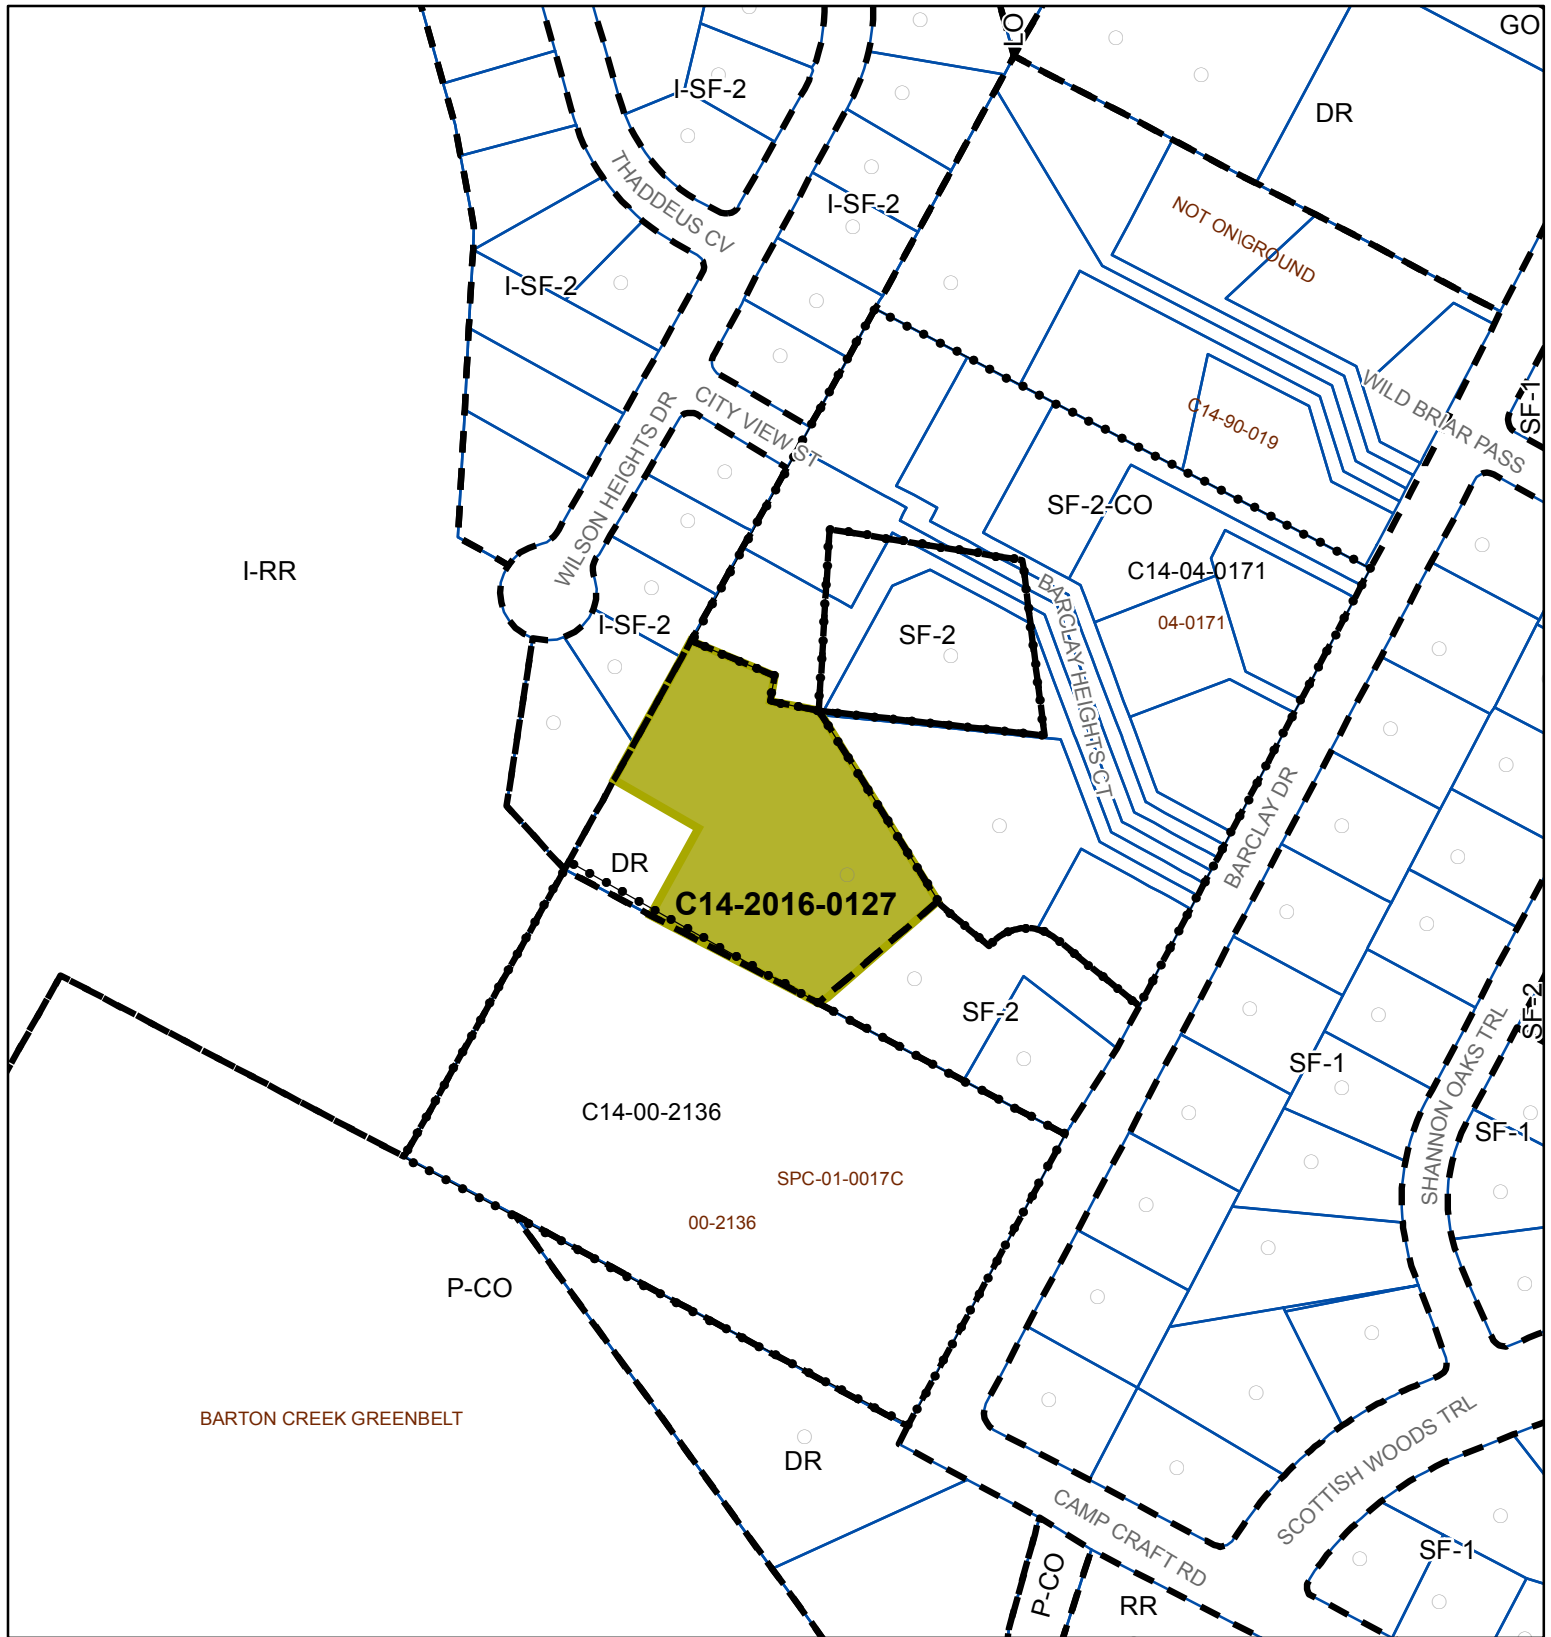 LO
GO
I-SF-2
DR
THADDEUS CV
I-SF-2
NOT ON\GROUND
I-SF-2
WILD BRIAR PASS
SF-1
CITY VIEW ST
C14-90-019
WILSON HEIGHTS DR
SF-2-CO
I-RR
C14-04-0171
04-0171
I-SF-2
SF-2
BARCLAY HEIGHTS CT
BARCLAY DR
DR
C14-2016-0127
SF-2
SF-2
SHANNON OAKS TRL
SF-1
C14-00-2136
SF-1
SPC-01-0017C
00-2136
P-CO
BARTON CREEK GREENBELT
DR
SCOTTISH WOODS TRL
CAMP CRAFT RD
SF-1
P-CO
RR